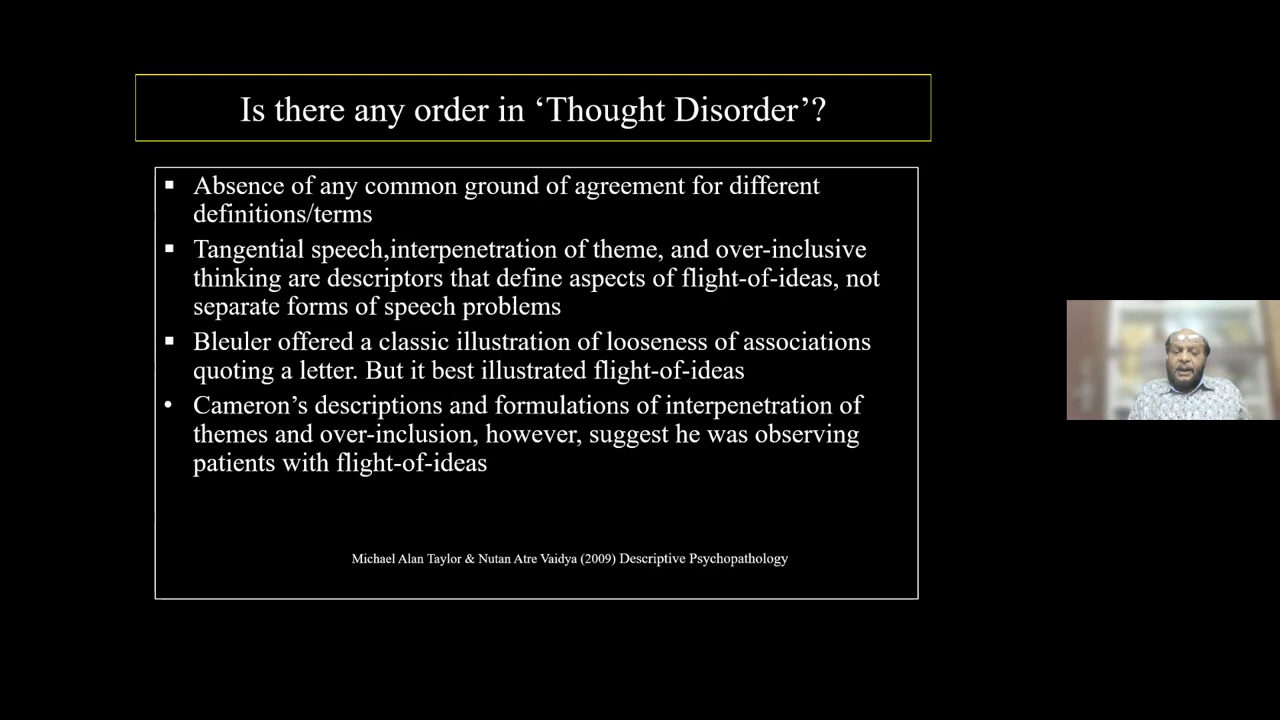 Is there any order in ‘Thought Disorder’?
▪ Absence of any common ground of agreement for different
definitions/terms
▪ Tangential speech,interpenetration of theme, and over-inclusive
thinking are descriptors that define aspects of flight-of-ideas, not
separate forms of speech problems
▪ Bleuler offered a classic illustration of looseness of associations
quoting a letter. But it best illustrated flight-of-ideas
• Cameron’s descriptions and formulations of interpenetration of
themes and over-inclusion, however, suggest he was observing
patients with flight-of-ideas
Michael Alan Taylor & Nutan Atre Vaidya (2009) Descriptive Psychopathology